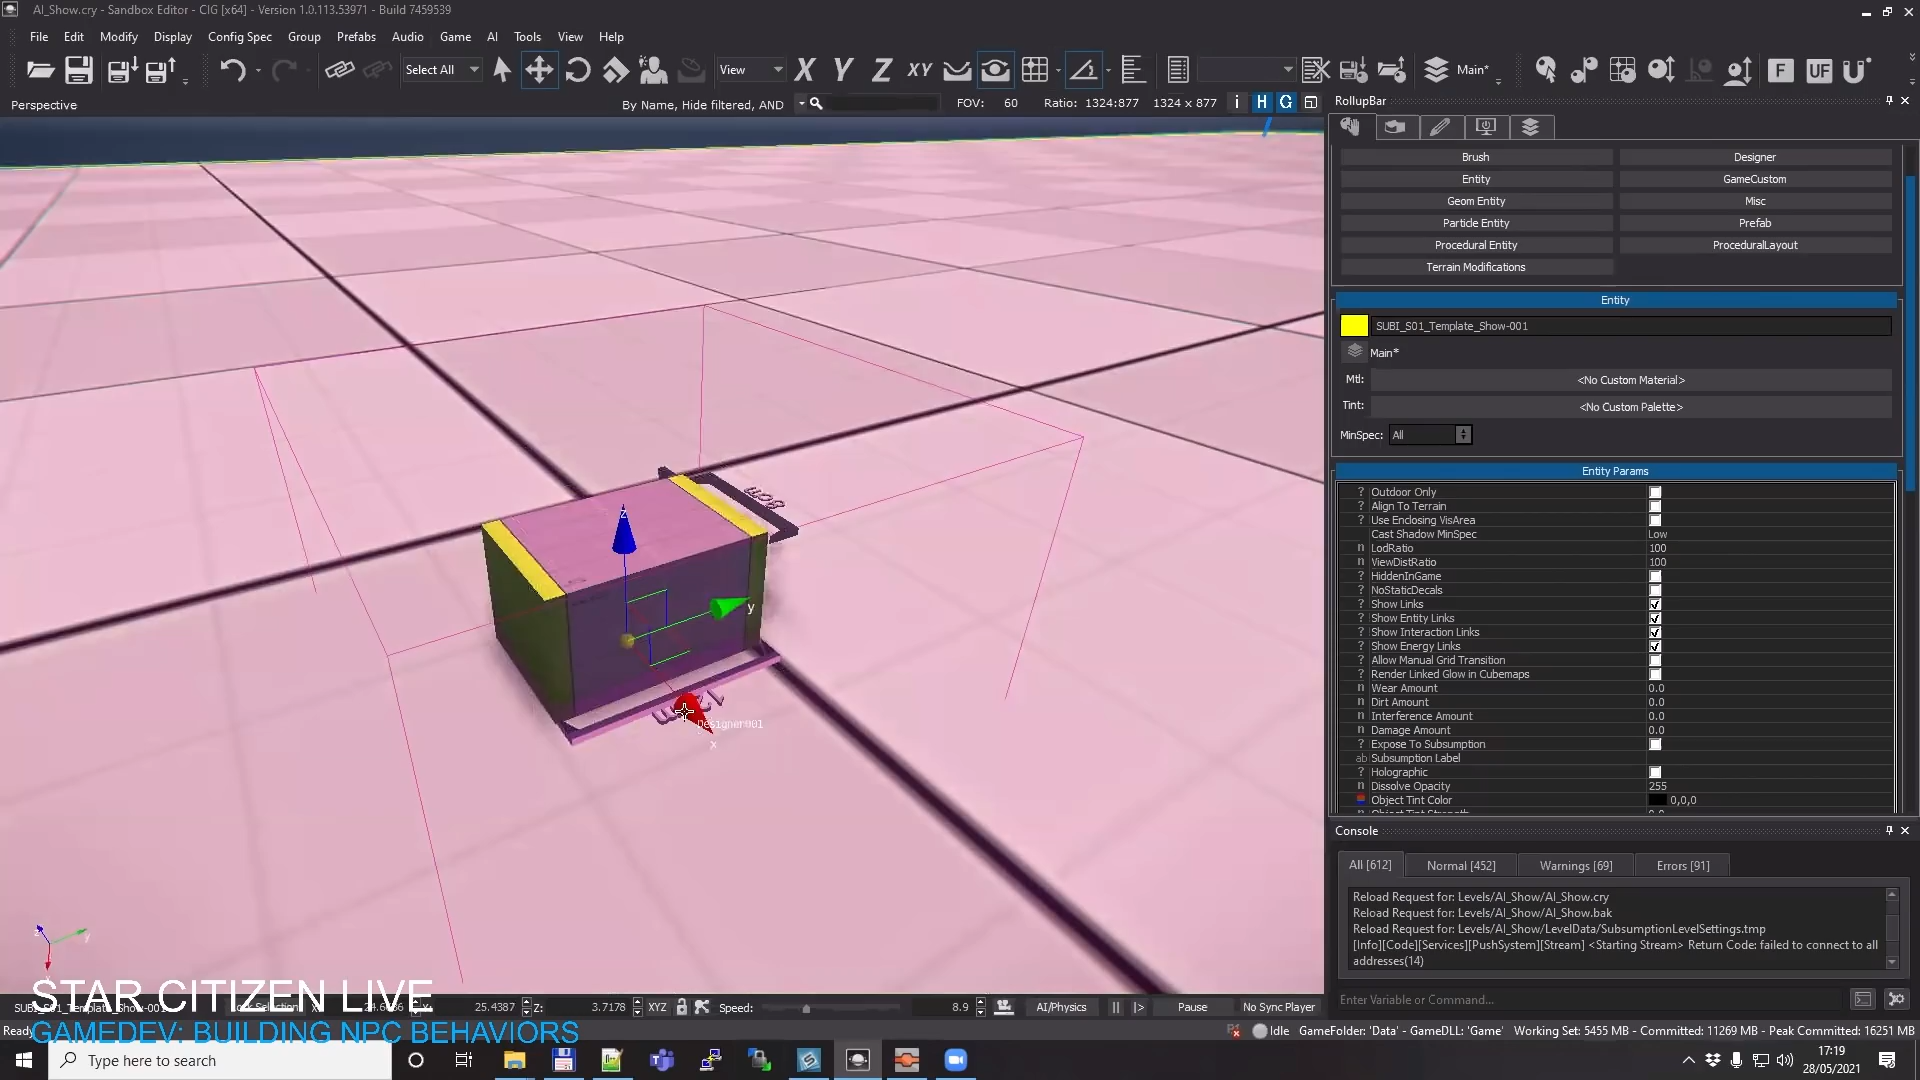 AI_Show.cry - Sandbox Editor - CIG [x64] - Version 1.0.113.53971 - Build 7459539
File Edit Modify Display Config Spec Group Prefabs Audio Game AI Tools View Help
Select All View X Y Z XY Main* F UF
Perspective By Name, Hide filtered, AND FOV: 60 Ratio: 1324:877 1324 x 877 i H G
RollupBar
Brush Designer
Entity GameCustom
Geom Entity Misc
Particle Entity Prefab
Procedural Entity ProceduralLayout
Terrain Modifications
Entity
SUBI_S01_Template_Show-001
Main*
Mtl: <No Custom Material>
Tint: <No Custom Palette>
MinSpec: All
Entity Params
? Outdoor Only
? Align To Terrain
? Use Enclosing VisArea
Cast Shadow MinSpec Low
n LodRatio 100
n ViewDistRatio 100
? HiddenInGame
? NoStaticDecals
? Show Links
? Show Entity Links
? Show Interaction Links
? Show Energy Links
? Allow Manual Grid Transition
? Render Linked Glow in Cubemaps
n Wear Amount 0.0
n Dirt Amount 0.0
n Interference Amount 0.0
n Damage Amount 0.0
? Expose To Subsumption
ab Subsumption Label
? Holographic
n Dissolve Opacity 255
Object Tint Color 0,0,0
z
y
Designer001
x
Console
All [612] Normal [452] Warnings [69] Errors [91]
Reload Request for: Levels/AI_Show/AI_Show.cry
Reload Request for: Levels/AI_Show/AI_Show.bak
Reload Request for: Levels/AI_Show/LevelData/SubsumptionLevelSettings.tmp
[Info][Code][Services][PushSystem][Stream] <Starting Stream> Return Code: failed to connect to all
addresses(14)
Enter Variable or Command...
STAR CITIZEN LIVE
GAMEDEV: BUILDING NPC BEHAVIORS
25.4387 Z: 3.7178 XYZ Speed: 8.9 AI/Physics Pause No Sync Player
Idle GameFolder: 'Data' - GameDLL: 'Game' Working Set: 5455 MB - Committed: 11269 MB - Peak Committed: 16251 MB
Type here to search
17:19
28/05/2021